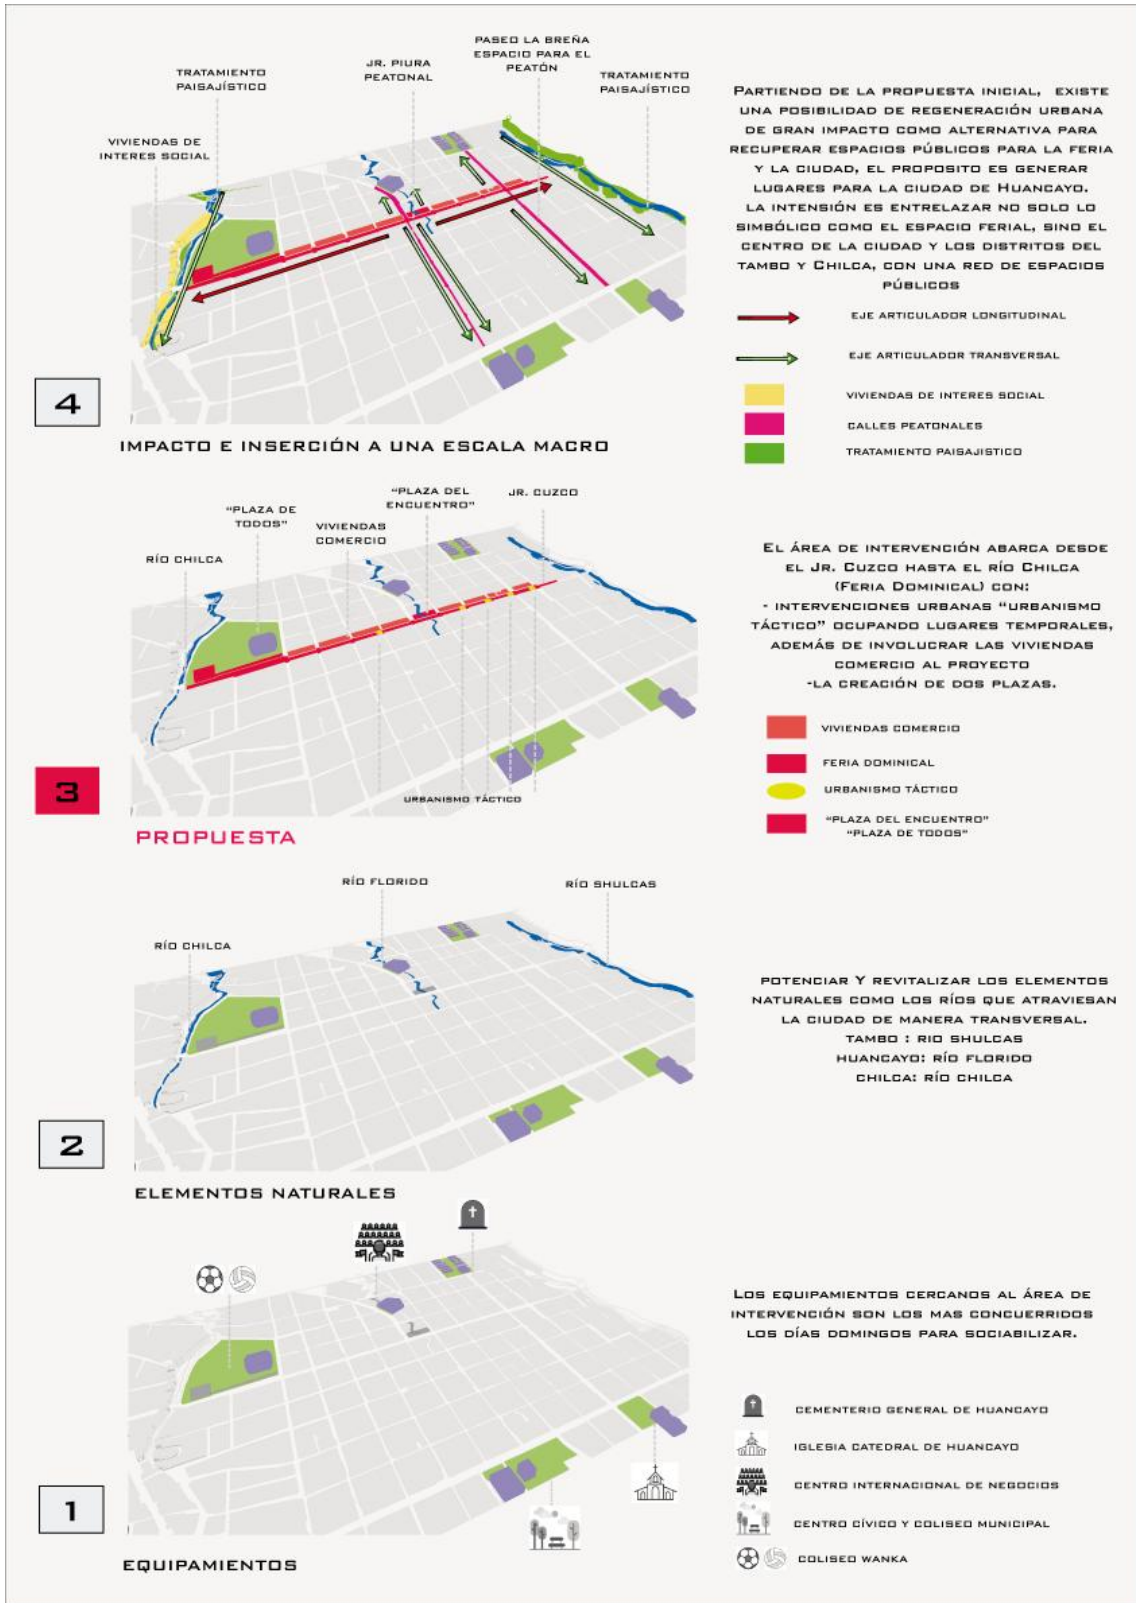 PASEO LA BREÑA
ESPACIO PARA EL
PEATÓN
JR. PIURA
PEATONAL
TRATAMIENTO
PAISAJÍSTICO
TRATAMIENTO
PAISAJÍSTICO
VIVIENDAS DE
INTERES SOCIAL
PARTIENDO DE LA PROPUESTA INICIAL, EXISTE
UNA POSIBILIDAD DE REGENERACIÓN URBANA
DE GRAN IMPACTO COMO ALTERNATIVA PARA
RECUPERAR ESPACIOS PÚBLICOS PARA LA FERIA
Y LA CIUDAD, EL PROPOSITO ES GENERAR
LUGARES PARA LA CIUDAD DE HUANCAYO.
LA INTENSIÓN ES ENTRELAZAR NO SOLO LO
SIMBÓLICO COMO EL ESPACIO FERIAL, SINO EL
CENTRO DE LA CIUDAD Y LOS DISTRITOS DEL
TAMBO Y CHILCA, CON UNA RED DE ESPACIOS
PÚBLICOS
EJE ARTICULADOR LONGITUDINAL
EJE ARTICULADOR TRANSVERSAL
VIVIENDAS DE INTERES SOCIAL
CALLES PEATONALES
TRATAMIENTO PAISAJISTICO
4
IMPACTO E INSERCIÓN A UNA ESCALA MACRO
"PLAZA DEL
ENCUENTRO"
JR. CUZCO
"PLAZA DE
TODOS"
VIVIENDAS
COMERCIO
RÍO CHILCA
URBANISMO TÁCTICO
EL ÁREA DE INTERVENCIÓN ABARCA DESDE
EL JR. CUZCO HASTA EL RÍO CHILCA
(FERIA DOMINICAL) CON:
- INTERVENCIONES URBANAS "URBANISMO
TÁCTICO" OCUPANDO LUGARES TEMPORALES,
ADEMÁS DE INVOLUCRAR LAS VIVIENDAS
COMERCIO AL PROYECTO
-LA CREACIÓN DE DOS PLAZAS.
VIVIENDAS COMERCIO
FERIA DOMINICAL
URBANISMO TÁCTICO
"PLAZA DEL ENCUENTRO"
"PLAZA DE TODOS"
3
PROPUESTA
RÍO FLORIDO
RÍO SHULCAS
RÍO CHILCA
POTENCIAR Y REVITALIZAR LOS ELEMENTOS
NATURALES COMO LOS RÍOS QUE ATRAVIESAN
LA CIUDAD DE MANERA TRANSVERSAL.
TAMBO : RIO SHULCAS
HUANCAYO: RÍO FLORIDO
CHILCA: RÍO CHILCA
2
ELEMENTOS NATURALES
LOS EQUIPAMIENTOS CERCANOS AL ÁREA DE
INTERVENCIÓN SON LOS MAS CONCUERRIDOS
LOS DÍAS DOMINGOS PARA SOCIABILIZAR.
CEMENTERIO GENERAL DE HUANCAYO
IGLESIA CATEDRAL DE HUANCAYO
CENTRO INTERNACIONAL DE NEGOCIOS
CENTRO CÍVICO Y COLISEO MUNICIPAL
COLISEO WANKA
1
EQUIPAMIENTOS